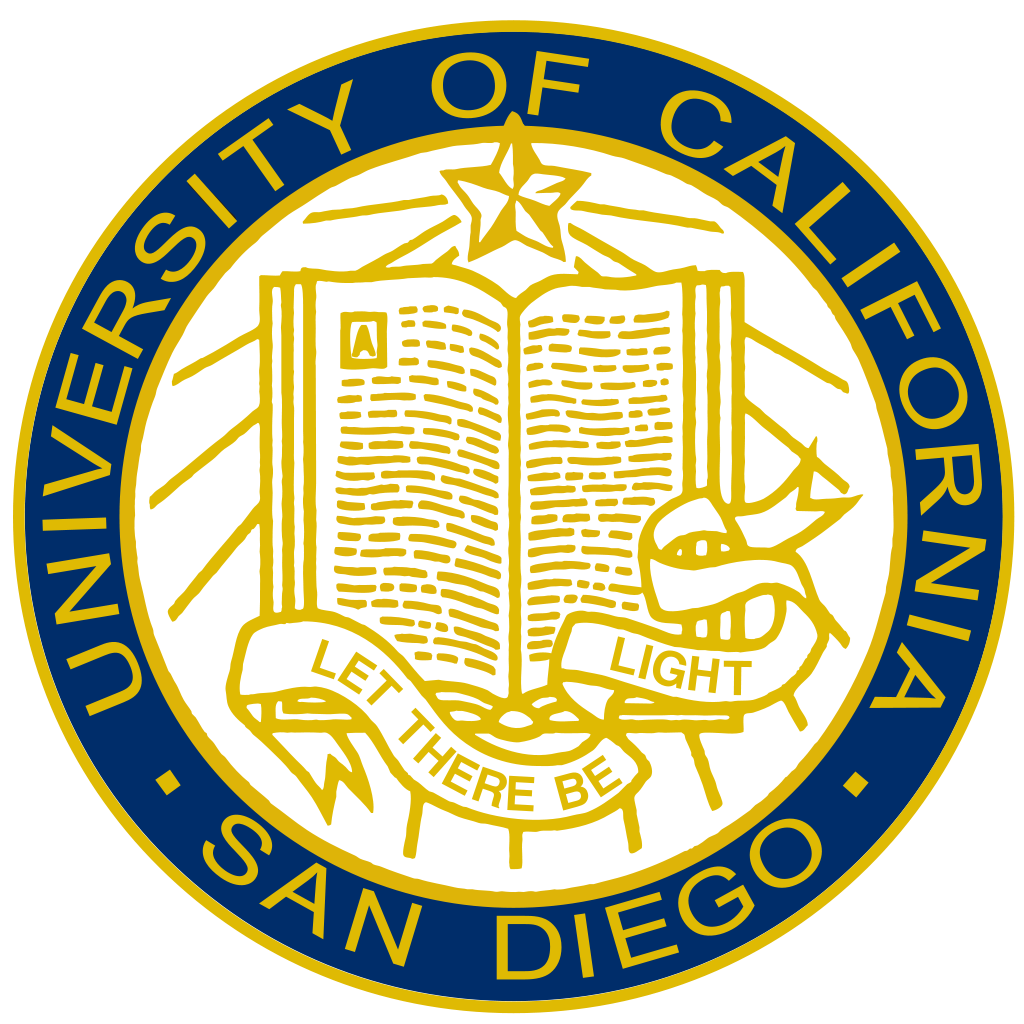 UNIVERSITY OF CALIFORNIA
· SAN DIEGO ·
A
LET THERE BE
LIGHT